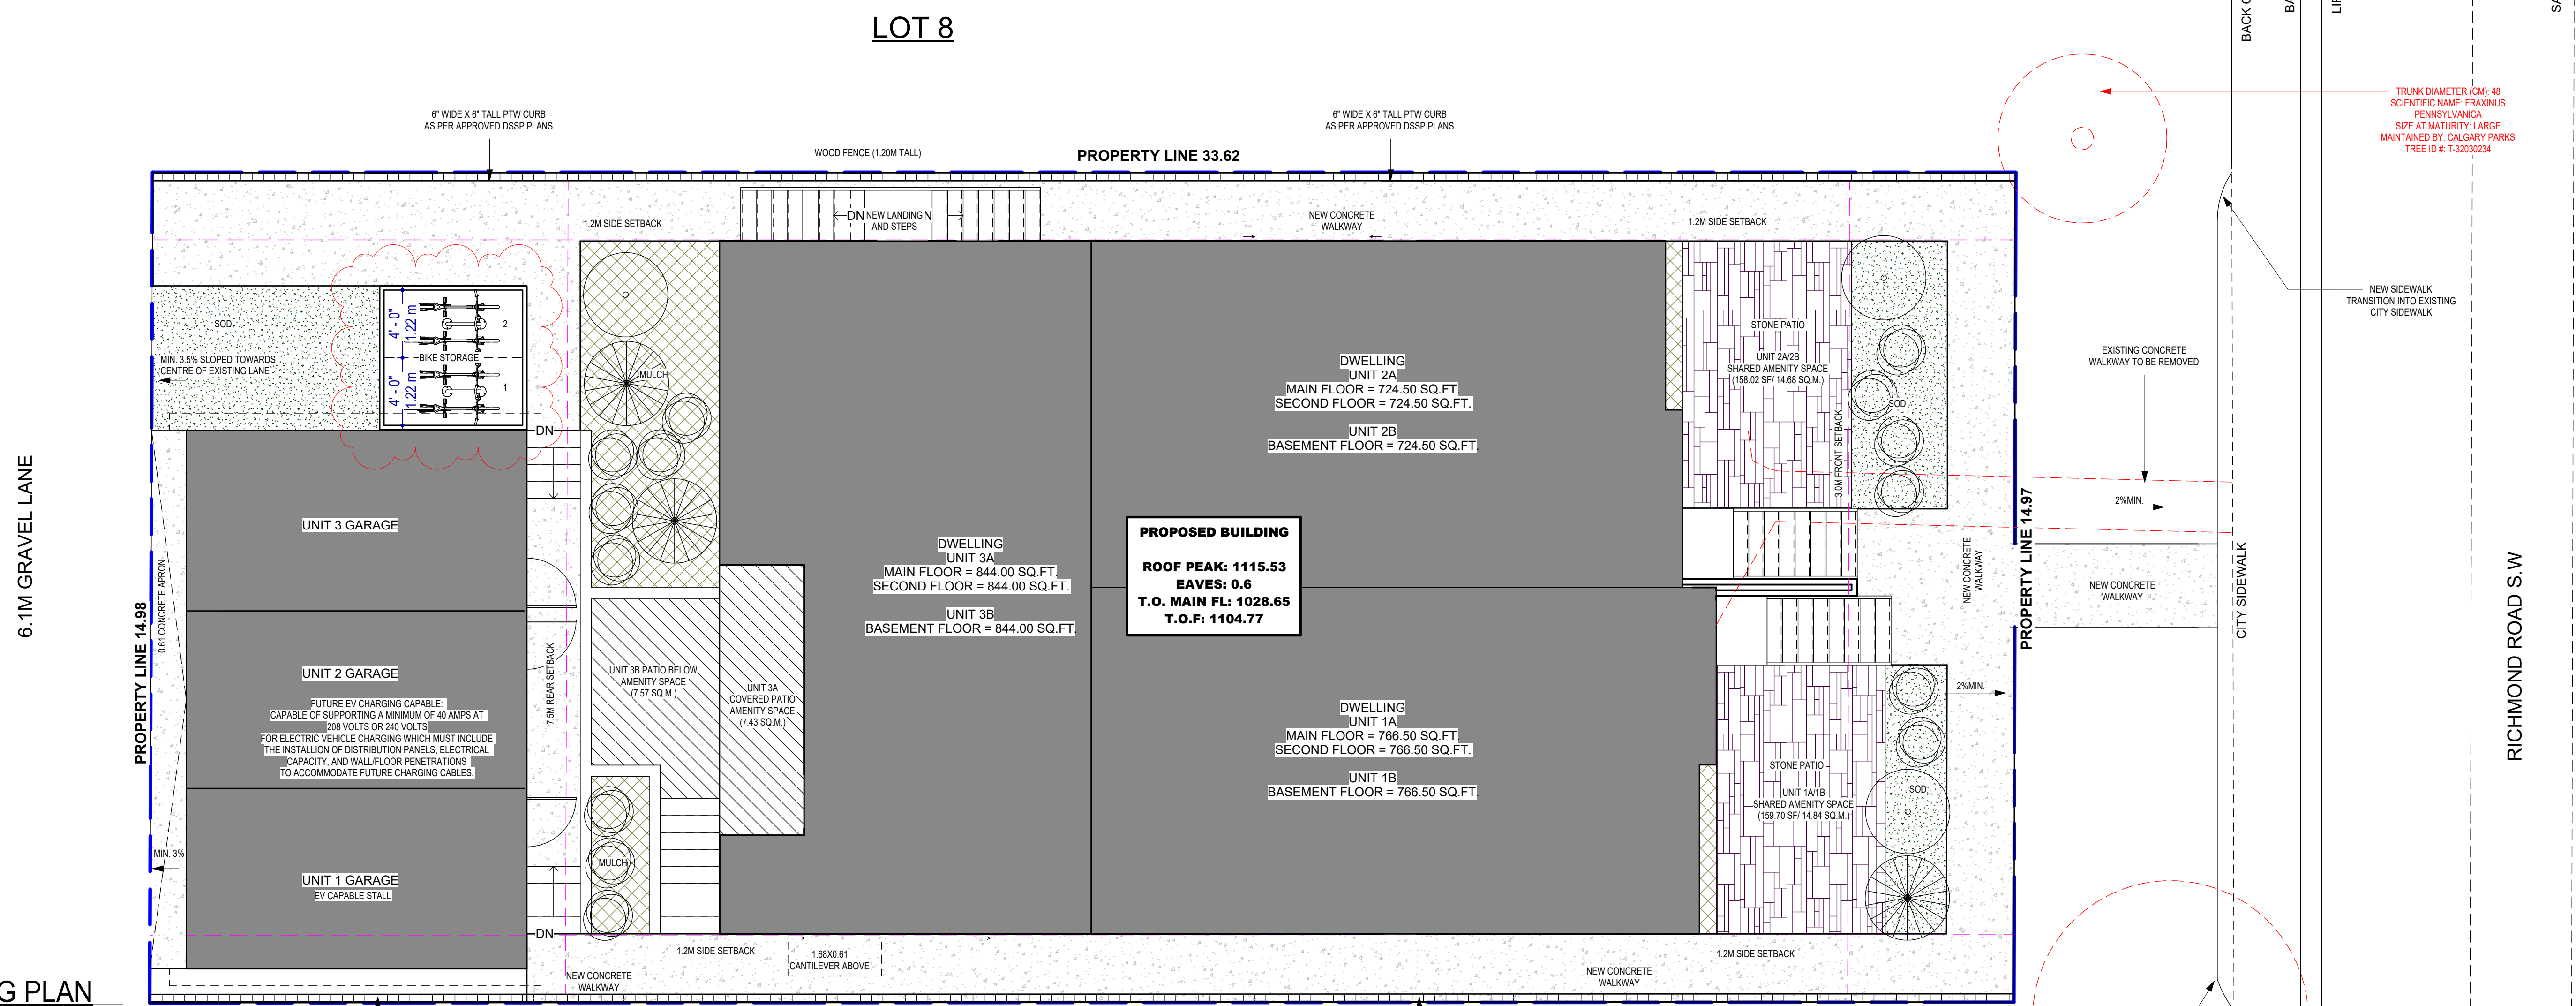 LOT 8
BACK
BA
SA
TRUNK DIAMETER (CM): 48
SCIENTIFIC NAME: FRAXINUS
PENNSYLVANICA
SIZE AT MATURITY: LARGE
MAINTAINED BY: CALGARY PARKS
TREE ID #: T-32030234
6" WIDE X 6" TALL PTW CURB
AS PER APPROVED DSSP PLANS
6" WIDE X 6" TALL PTW CURB
AS PER APPROVED DSSP PLANS
WOOD FENCE (1.20M TALL)
PROPERTY LINE 33.62
1.2M SIDE SETBACK
DN
NEW LANDING
AND STEPS
NEW CONCRETE
WALKWAY
1.2M SIDE SETBACK
NEW SIDEWALK
TRANSITION INTO EXISTING
CITY SIDEWALK
SOD
MIN. 3.5% SLOPED TOWARDS
CENTRE OF EXISTING LANE
4' - 0"
1.22 m
2
BIKE STORAGE
4' - 0"
1.22 m
1
MULCH
DN
DWELLING
UNIT 2A
MAIN FLOOR = 724.50 SQ.FT.
SECOND FLOOR = 724.50 SQ.FT.
UNIT 2B
BASEMENT FLOOR = 724.50 SQ.FT.
STONE PATIO
UNIT 2A/2B
SHARED AMENITY SPACE
(158.02 SF/ 14.68 SQ.M.)
3.0M FRONT SETBACK
SOD
EXISTING CONCRETE
WALKWAY TO BE REMOVED
2%MIN.
6.1M GRAVEL LANE
PROPERTY LINE 14.98
0.61 CONCRETE APRON
UNIT 3 GARAGE
UNIT 2 GARAGE
FUTURE EV CHARGING CAPABLE:
CAPABLE OF SUPPORTING A MINIMUM OF 40 AMPS AT
208 VOLTS OR 240 VOLTS
FOR ELECTRIC VEHICLE CHARGING WHICH MUST INCLUDE
THE INSTALLION OF DISTRIBUTION PANELS, ELECTRICAL
CAPACITY, AND WALL/FLOOR PENETRATIONS
TO ACCOMMODATE FUTURE CHARGING CABLES.
UNIT 1 GARAGE
EV CAPABLE STALL
MIN. 3%
7.5M REAR SETBACK
UNIT 3B PATIO BELOW
AMENITY SPACE
(7.57 SQ.M.)
UNIT 3A
COVERED PATIO
AMENITY SPACE
(7.43 SQ.M.)
DWELLING
UNIT 3A
MAIN FLOOR = 844.00 SQ.FT.
SECOND FLOOR = 844.00 SQ.FT.
UNIT 3B
BASEMENT FLOOR = 844.00 SQ.FT.
PROPOSED BUILDING
ROOF PEAK: 1115.53
EAVES: 0.6
T.O. MAIN FL: 1028.65
T.O.F: 1104.77
DWELLING
UNIT 1A
MAIN FLOOR = 766.50 SQ.FT.
SECOND FLOOR = 766.50 SQ.FT.
UNIT 1B
BASEMENT FLOOR = 766.50 SQ.FT.
STONE PATIO
UNIT 1A/1B
SHARED AMENITY SPACE
(159.70 SF/ 14.84 SQ.M.)
SOD
2%MIN.
NEW CONCRETE
WALKWAY
PROPERTY LINE 14.97
NEW CONCRETE
WALKWAY
CITY SIDEWALK
RICHMOND ROAD S.W
MULCH
DN
1.2M SIDE SETBACK
1.68X0.61
CANTILEVER ABOVE
NEW CONCRETE
WALKWAY
1.2M SIDE SETBACK
NEW CONCRETE
WALKWAY
G PLAN